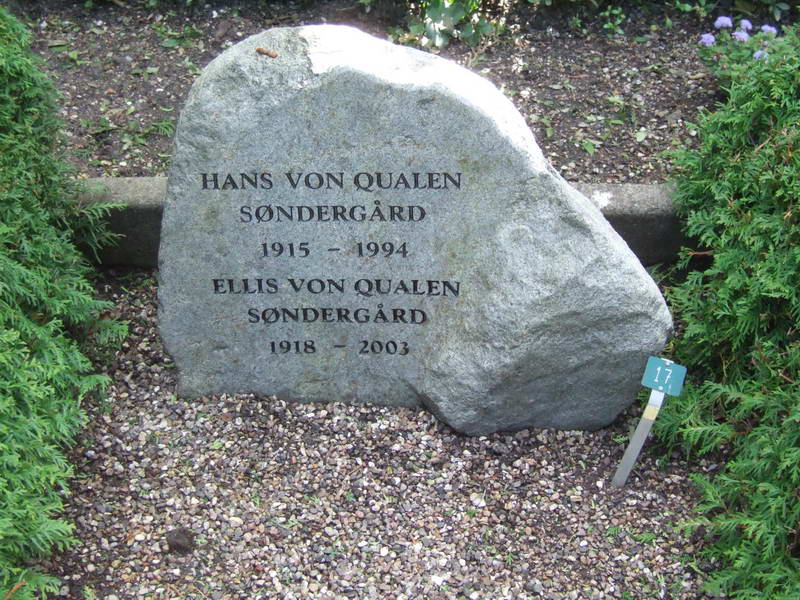 HANS VON QUALEN
SØNDERGÅRD
1915 – 1994
ELLIS VON QUALEN
SØNDERGÅRD
1918 – 2003
17